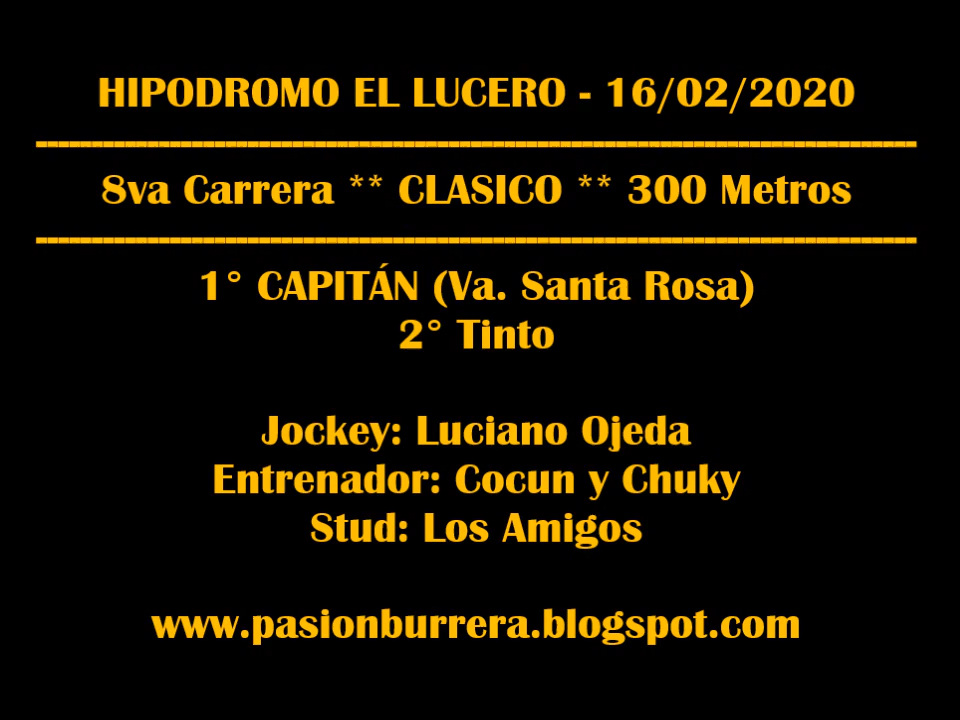 HIPODROMO EL LUCERO - 16/02/2020
--------------------------------------------------------------------------------
8va Carrera ** CLASICO ** 300 Metros
--------------------------------------------------------------------------------
1° CAPITÁN (Va. Santa Rosa)
2° Tinto
Jockey: Luciano Ojeda
Entrenador: Cocun y Chuky
Stud: Los Amigos
www.pasionburrera.blogspot.com